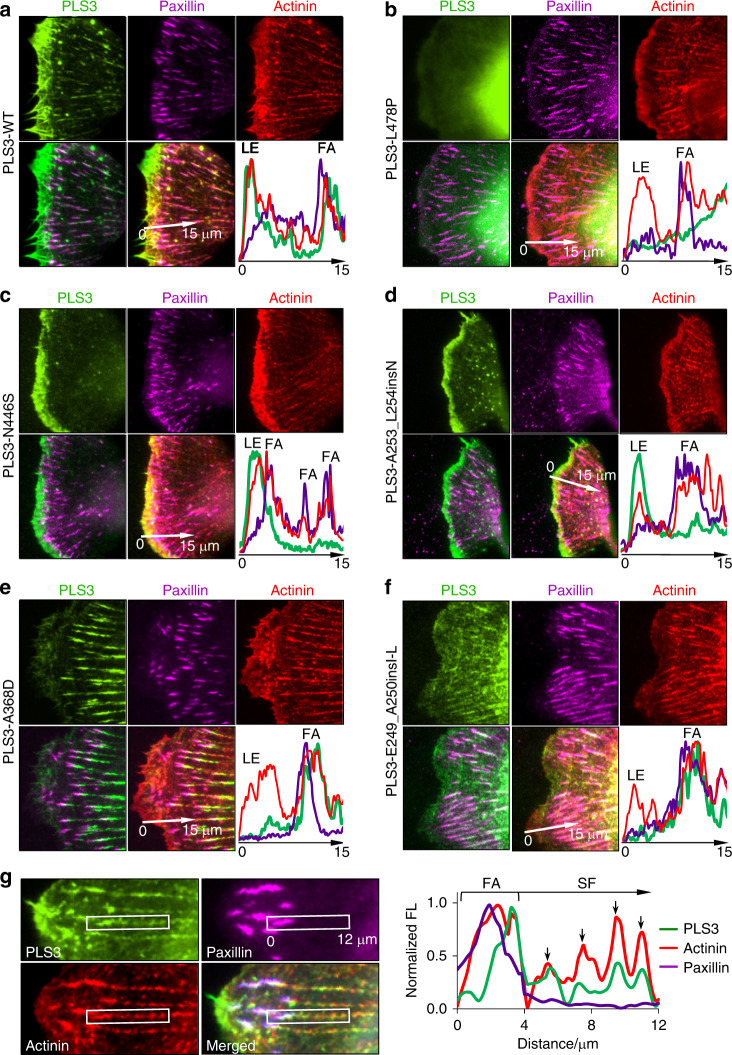 a
PLS3 Paxillin Actinin
PLS3-WT
LE FA
0
15 μm
0 15
b
PLS3 Paxillin Actinin
PLS3-L478P
LE FA
0
15 μm
0 15
c
PLS3 Paxillin Actinin
PLS3-N446S
LE FA FA FA
0
15 μm
0 15
d
PLS3 Paxillin Actinin
PLS3-A253_L254insN
LE FA
0
15 μm
0 15
e
PLS3 Paxillin Actinin
PLS3-A368D
LE FA
0
15 μm
0 15
f
PLS3 Paxillin Actinin
PLS3-E249_A250insI-L
LE FA
0
15 μm
0 15
g
PLS3
Paxillin
0 12 μm
Actinin
Merged
FA SF
Normalized FL
1.0
0.5
0.0
0 4 8 12
Distance/μm
PLS3
Actinin
Paxillin